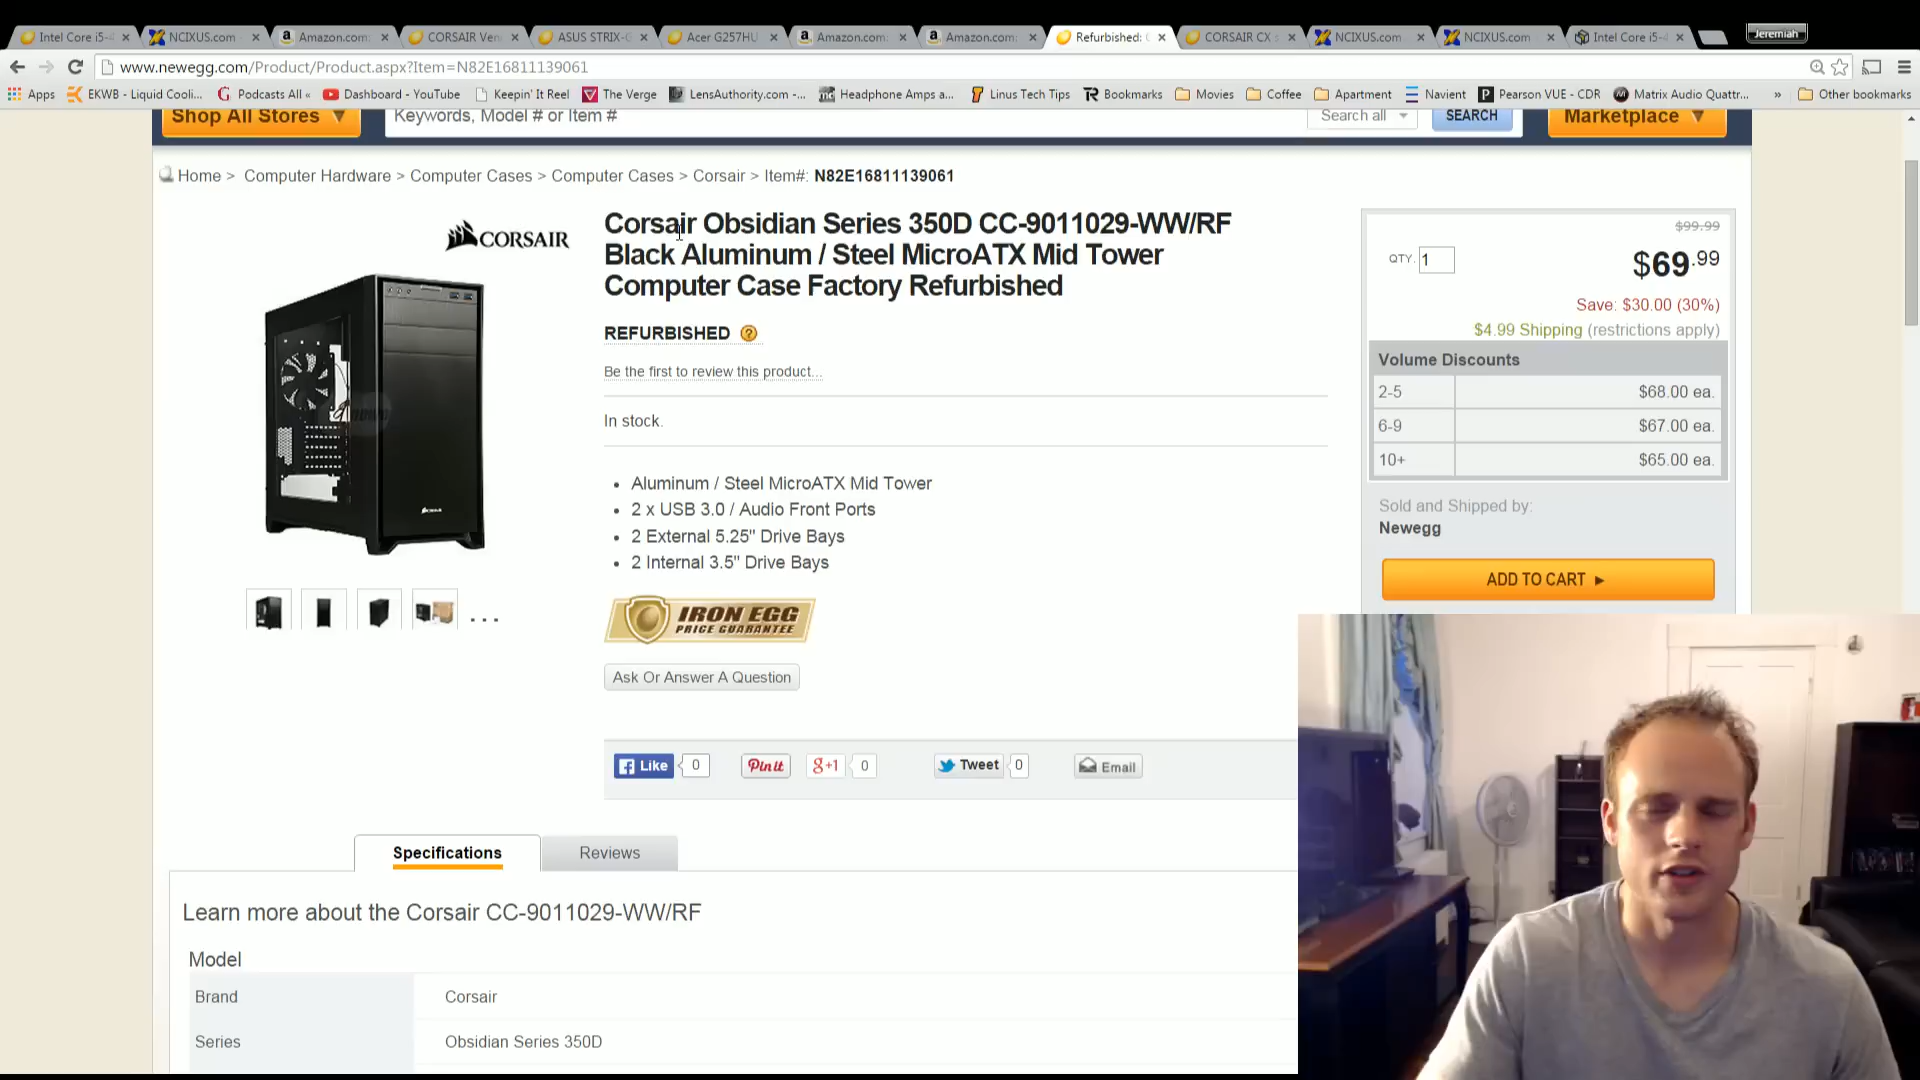 Intel Core i5-4
NCIXUS.com
Amazon.com:
CORSAIR Ven
ASUS STRIX-G
Acer G257HU
Amazon.com:
Amazon.com:
Refurbished: C
CORSAIR CX s
NCIXUS.com
NCIXUS.com
Intel Core i5-4
Jeremiah
www.newegg.com/Product/Product.aspx?Item=N82E16811139061
Apps
EKWB - Liquid Cooli...
Podcasts All «
Dashboard - YouTube
Keepin' It Reel
The Verge
LensAuthority.com -...
Headphone Amps a...
Linus Tech Tips
Bookmarks
Movies
Coffee
Apartment
Navient
Pearson VUE - CDR
Matrix Audio Quattr...
»
Other bookmarks
Shop All Stores
Keywords, Model # or Item #
Search all
SEARCH
Marketplace
Home > Computer Hardware > Computer Cases > Computer Cases > Corsair > Item#: N82E16811139061
CORSAIR
Corsair Obsidian Series 350D CC-9011029-WW/RF
Black Aluminum / Steel MicroATX Mid Tower
Computer Case Factory Refurbished
REFURBISHED ?
Be the first to review this product...
In stock.
• Aluminum / Steel MicroATX Mid Tower
• 2 x USB 3.0 / Audio Front Ports
• 2 External 5.25" Drive Bays
• 2 Internal 3.5" Drive Bays
IRON EGG
PRICE GUARANTEE
Ask Or Answer A Question
...
$99.99
QTY. 1
$69.99
Save: $30.00 (30%)
$4.99 Shipping (restrictions apply)
Volume Discounts
2-5 $68.00 ea.
6-9 $67.00 ea.
10+ $65.00 ea.
Sold and Shipped by:
Newegg
ADD TO CART ►
Like 0
Pin it
g+1 0
Tweet 0
Email
Specifications
Reviews
Learn more about the Corsair CC-9011029-WW/RF
Model
Brand Corsair
Series Obsidian Series 350D